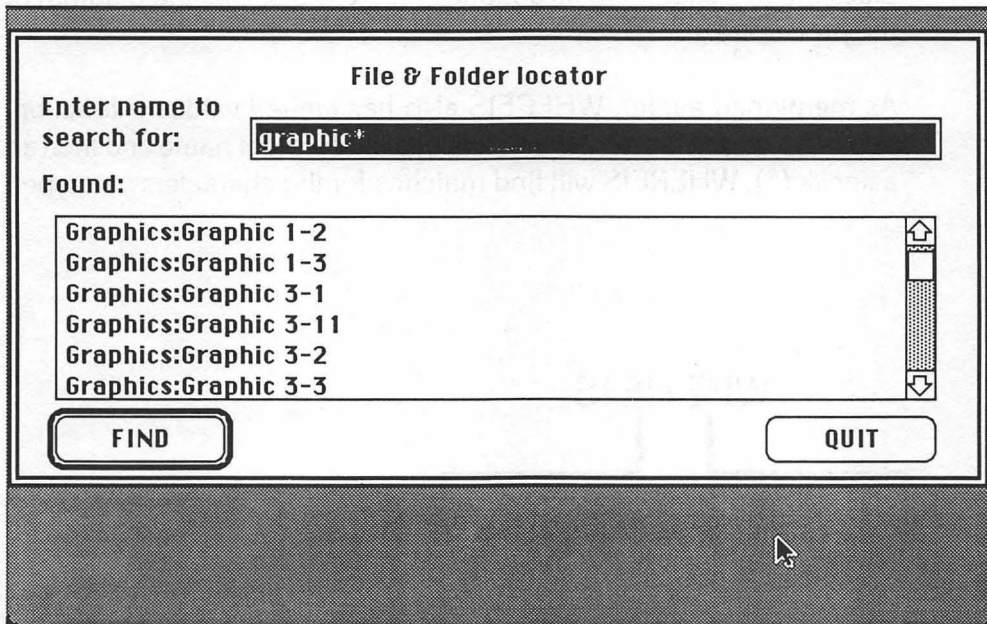 File & Folder locator
Enter name to
search for:
graphic*
Found:
Graphics:Graphic 1-2
Graphics:Graphic 1-3
Graphics:Graphic 3-1
Graphics:Graphic 3-11
Graphics:Graphic 3-2
Graphics:Graphic 3-3
FIND
QUIT